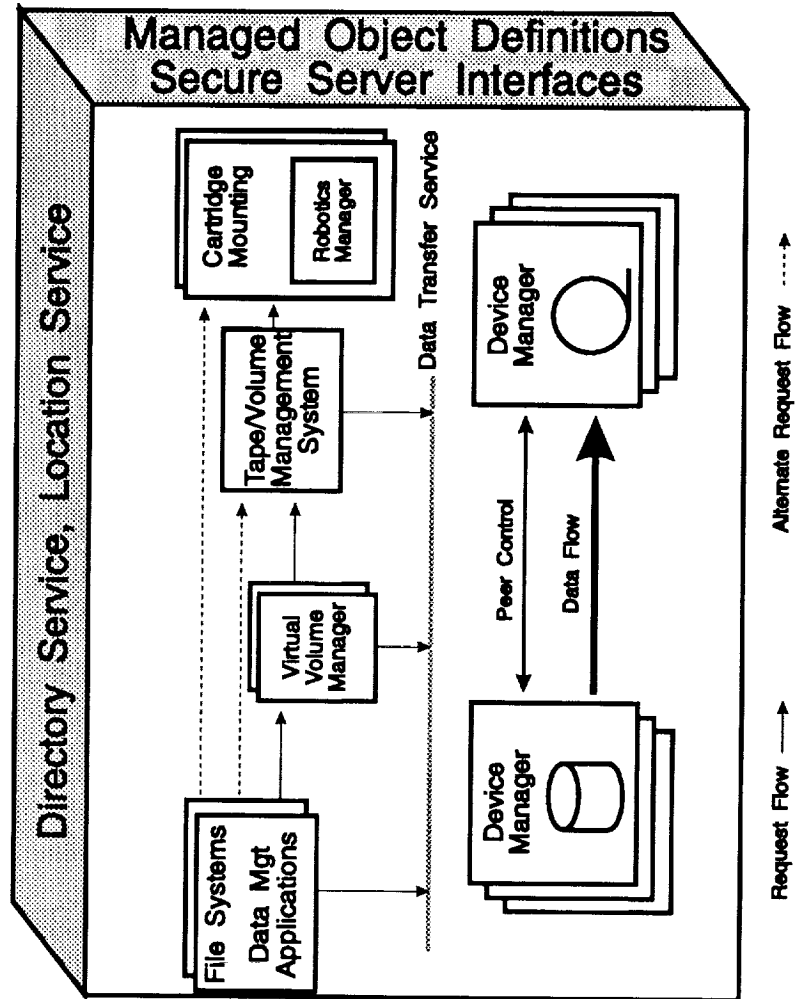 Directory Service, Location Service
Managed Object Definitions
Secure Server Interfaces
File Systems
Data Mgt
Applications
Virtual
Volume
Manager
Tape/Volume
Management
System
Cartridge
Mounting
Robotics
Manager
Data Transfer Service
Device
Manager
Peer Control
Data Flow
Device
Manager
Request Flow
Alternate Request Flow